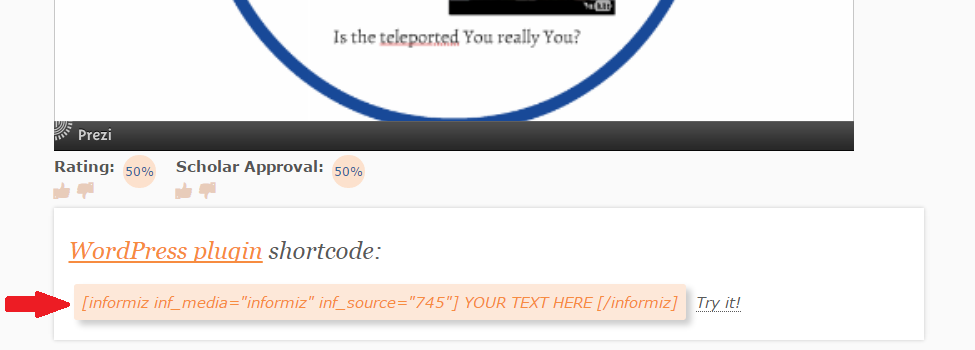 Is the teleported You really You?
Prezi
Rating: 50% Scholar Approval: 50%
WordPress plugin shortcode:
[informiz inf_media="informiz" inf_source="745"] YOUR TEXT HERE [/informiz] Try it!